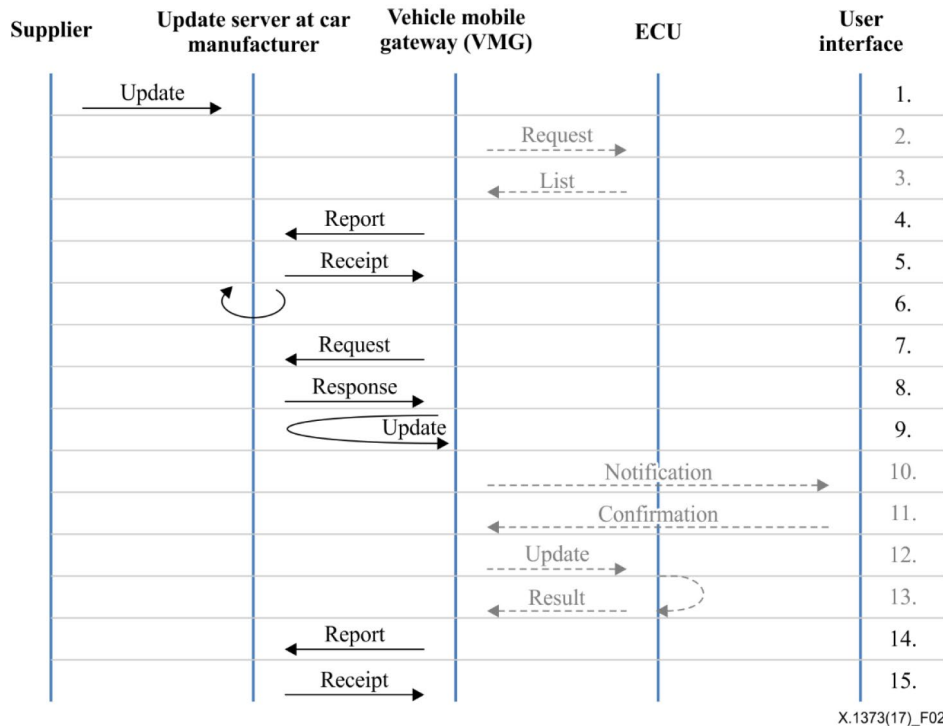 Supplier
Update server at car
manufacturer
Vehicle mobile
gateway (VMG)
ECU
User
interface
Update
1.
Request
2.
List
3.
Report
4.
Receipt
5.
6.
Request
7.
Response
8.
Update
9.
Notification
10.
Confirmation
11.
Update
12.
Result
13.
Report
14.
Receipt
15.
X.1373(17)_F02